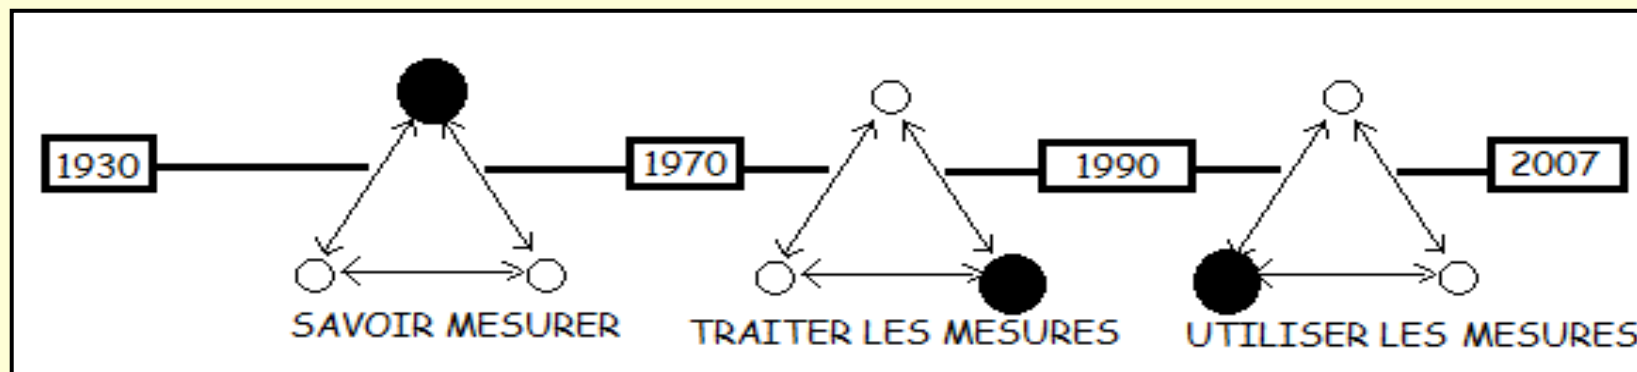 1930
1970
1990
2007
SAVOIR MESURER
TRAITER LES MESURES
UTILISER LES MESURES